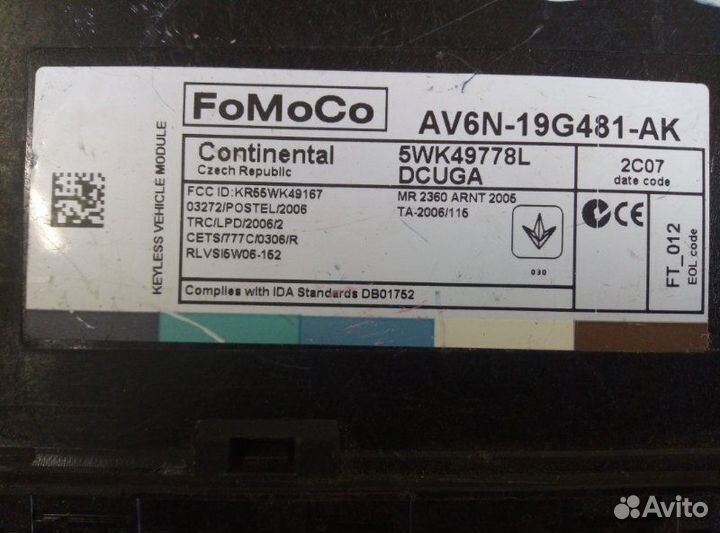 KEYLESS VEHICLE MODULE
FoMoCo
AV6N-19G481-AK
Continental
Czech Republic
5WK49778L
DCUGA
2C07
date code
FCC ID:KR55WK49167
03272/POSTEL/2006
TRC/LPD/2006/2
CETS/777C/0306/R
RLVSI5W06-152
MR 2360 ARNT 2005
TA-2006/115
030
CE
FT_012
EOL code
Complies with IDA Standards DB01752
Avito